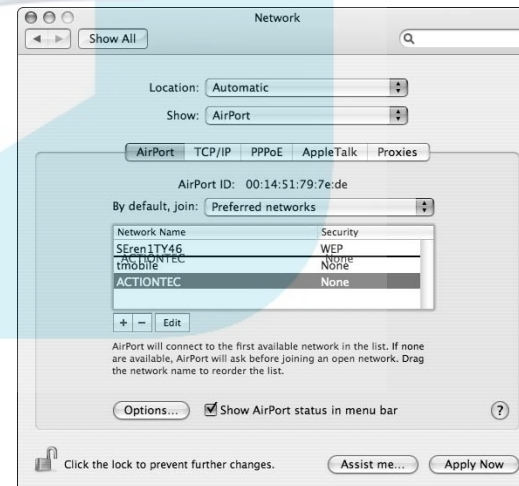 Network
Show All
Location: Automatic
Show: AirPort
AirPort TCP/IP PPPoE AppleTalk Proxies
AirPort ID: 00:14:51:79:7e:de
By default, join: Preferred networks
Network Name Security
SEren1TY46 WEP
ACTIONTEC None
tmobile None
ACTIONTEC None
+ - Edit
AirPort will connect to the first available network in the list. If none
are available, AirPort will ask before joining an open network. Drag
the network name to reorder the list.
Options... Show AirPort status in menu bar ?
Click the lock to prevent further changes. Assist me... Apply Now